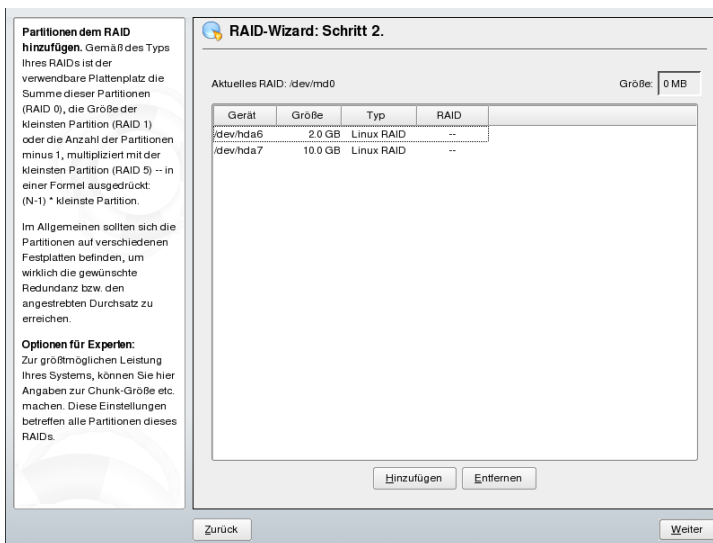 Partitionen dem RAID
hinzufügen. Gemäß des Typs
Ihres RAIDs ist der
verwendbare Plattenplatz die
Summe dieser Partitionen
(RAID 0), die Größe der
kleinsten Partition (RAID 1)
oder die Anzahl der Partitionen
minus 1, multipliziert mit der
kleinsten Partition (RAID 5) -- in
einer Formel ausgedrückt:
(N-1) * kleinste Partition.
Im Allgemeinen sollten sich die
Partitionen auf verschiedenen
Festplatten befinden, um
wirklich die gewünschte
Redundanz bzw. den
angestrebten Durchsatz zu
erreichen.
Optionen für Experten:
Zur größtmöglichen Leistung
Ihres Systems, können Sie hier
Angaben zur Chunk-Größe etc.
machen. Diese Einstellungen
betreffen alle Partitionen dieses
RAIDs.
RAID-Wizard: Schritt 2.
Aktuelles RAID: /dev/md0 Größe: 0 MB
Gerät Größe Typ RAID
/dev/hda6 2.0 GB Linux RAID --
/dev/hda7 10.0 GB Linux RAID --
Hinzufügen Entfernen
Zurück Weiter